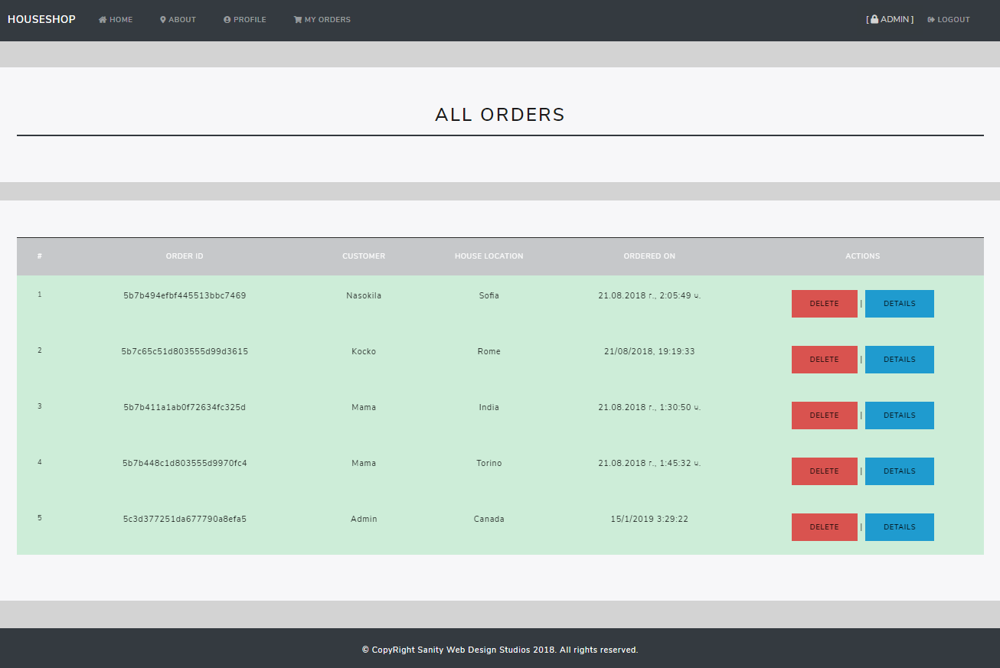 HOUSESHOP HOME ABOUT PROFILE MY ORDERS [ ADMIN ] LOGOUT
ALL ORDERS
# ORDER ID CUSTOMER HOUSE LOCATION ORDERED ON ACTIONS
1 5b7b494efbf445513bbc7469 Nasokila Sofia 21.08.2018 г., 2:05:49 ч. DELETE | DETAILS
2 5b7c65c51d803555d99d3615 Kocko Rome 21/08/2018, 19:19:33 DELETE | DETAILS
3 5b7b411a1ab0f72634fc325d Mama India 21.08.2018 г., 1:30:50 ч. DELETE | DETAILS
4 5b7b448c1d803555d9970fc4 Mama Torino 21.08.2018 г., 1:45:32 ч. DELETE | DETAILS
5 5c3d377251da677790a8efa5 Admin Canada 15/1/2019 3:29:22 DELETE | DETAILS
© CopyRight Sanity Web Design Studios 2018. All rights reserved.